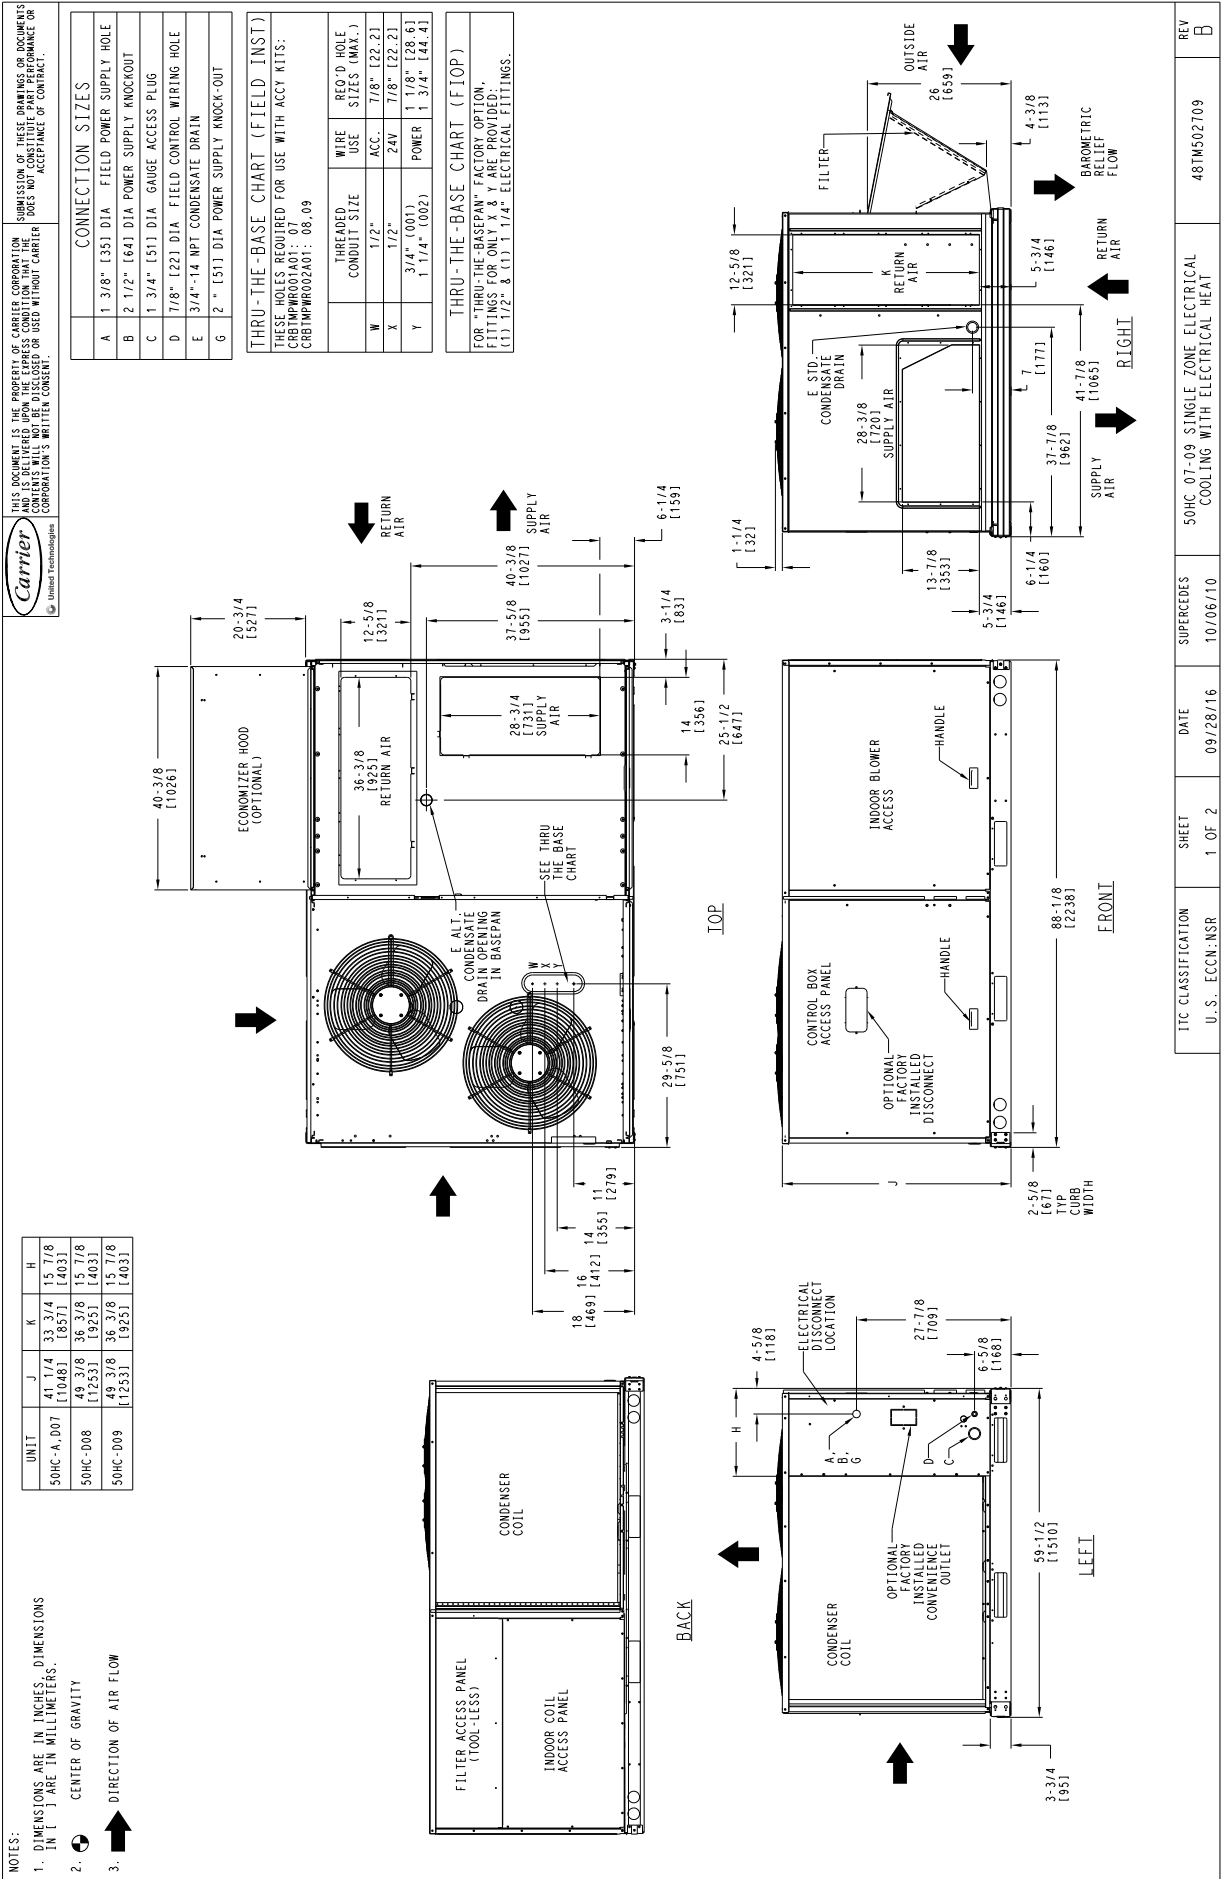 NOTES:
1. DIMENSIONS ARE IN INCHES, DIMENSIONS
IN [ ] ARE IN MILLIMETERS.
2. CENTER OF GRAVITY
3. DIRECTION OF AIR FLOW
UNIT J K H
50HC-A,D07 41 1/4 [1048] 33 3/4 [857] 15 7/8 [403]
50HC-D08 49 3/8 [1253] 36 3/8 [925] 15 7/8 [403]
50HC-D09 49 3/8 [1253] 36 3/8 [925] 15 7/8 [403]
Carrier
United Technologies
THIS DOCUMENT IS THE PROPERTY OF CARRIER CORPORATION
AND IS DELIVERED UPON THE EXPRESS CONDITION THAT THE
CONTENTS WILL NOT BE DISCLOSED OR USED WITHOUT CARRIER
CORPORATION'S WRITTEN CONSENT.
SUBMISSION OF THESE DRAWINGS OR DOCUMENTS
DOES NOT CONSTITUTE PART PERFORMANCE OR
ACCEPTANCE OF CONTRACT.
CONNECTION SIZES
A 1 3/8" [35] DIA FIELD POWER SUPPLY HOLE
B 2 1/2" [64] DIA POWER SUPPLY KNOCKOUT
C 1 3/4" [51] DIA GAUGE ACCESS PLUG
D 7/8" [22] DIA FIELD CONTROL WIRING HOLE
E 3/4"-14 NPT CONDENSATE DRAIN
G 2 " [51] DIA POWER SUPPLY KNOCK-OUT
THRU-THE-BASE CHART (FIELD INST)
THESE HOLES REQUIRED FOR USE WITH ACCY KITS:
CRBTMPWR001A01: 07
CRBTMPWR002A01: 08,09
THREADED CONDUIT SIZE WIRE USE REQ'D HOLE SIZES (MAX.)
W 1/2" ACC. 7/8" [22.2]
X 1/2" 24V 7/8" [22.2]
Y 3/4" (001) POWER 1 1/8" [28.6]
1 1/4" (002) 1 3/4" [44.4]
THRU-THE-BASE CHART (FIOP)
FOR "THRU-THE-BASEPAN" FACTORY OPTION,
FITTINGS FOR ONLY X & Y ARE PROVIDED:
(1) 1/2" & (1) 1 1/4" ELECTRICAL FITTINGS.
FILTER ACCESS PANEL
(TOOL-LESS)
INDOOR COIL
ACCESS PANEL
CONDENSER
COIL
BACK
40-3/8
[1026]
20-3/4
[527]
ECONOMIZER HOOD
(OPTIONAL)
12-5/8
[321]
36-3/8
[925]
RETURN AIR
RETURN
AIR
40-3/8
[1027]
37-5/8
[955]
28-3/4
[731]
SUPPLY
AIR
SUPPLY
AIR
6-1/4
[159]
3-1/4
[83]
14
[356]
25-1/2
[647]
E ALT.
CONDENSATE
DRAIN OPENING
IN BASEPAN
W
X
Y
SEE THRU
THE BASE
CHART
29-5/8
[751]
11
[279]
14
[355]
16
[412]
18
[469]
TOP
CONDENSER
COIL
OPTIONAL
FACTORY
INSTALLED
CONVENIENCE
OUTLET
H
A,
B,
G
D
C
4-5/8
[118]
ELECTRICAL
DISCONNECT
LOCATION
27-7/8
[709]
6-5/8
[168]
59-1/2
[1510]
3-3/4
[95]
LEFT
J
2-5/8
[67]
TYP
CURB
WIDTH
CONTROL BOX
ACCESS PANEL
OPTIONAL
FACTORY
INSTALLED
DISCONNECT
HANDLE
INDOOR BLOWER
ACCESS
HANDLE
88-1/8
[2238]
FRONT
1-1/4
[32]
13-7/8
[353]
5-3/4
[146]
6-1/4
[160]
E STD.
CONDENSATE
DRAIN
28-3/8
[720]
SUPPLY AIR
12-5/8
[321]
K
RETURN
AIR
FILTER
OUTSIDE
AIR
26
[659]
4-3/8
[113]
BAROMETRIC
RELIEF
FLOW
5-3/4
[146]
RETURN
AIR
7
[177]
37-7/8
[962]
41-7/8
[1065]
SUPPLY
AIR
RIGHT
ITC CLASSIFICATION
U.S. ECCN:NSR
SHEET
1 OF 2
DATE
09/28/16
SUPERCEDES
10/06/10
50HC 07-09 SINGLE ZONE ELECTRICAL
COOLING WITH ELECTRICAL HEAT
48TM502709
REV
B